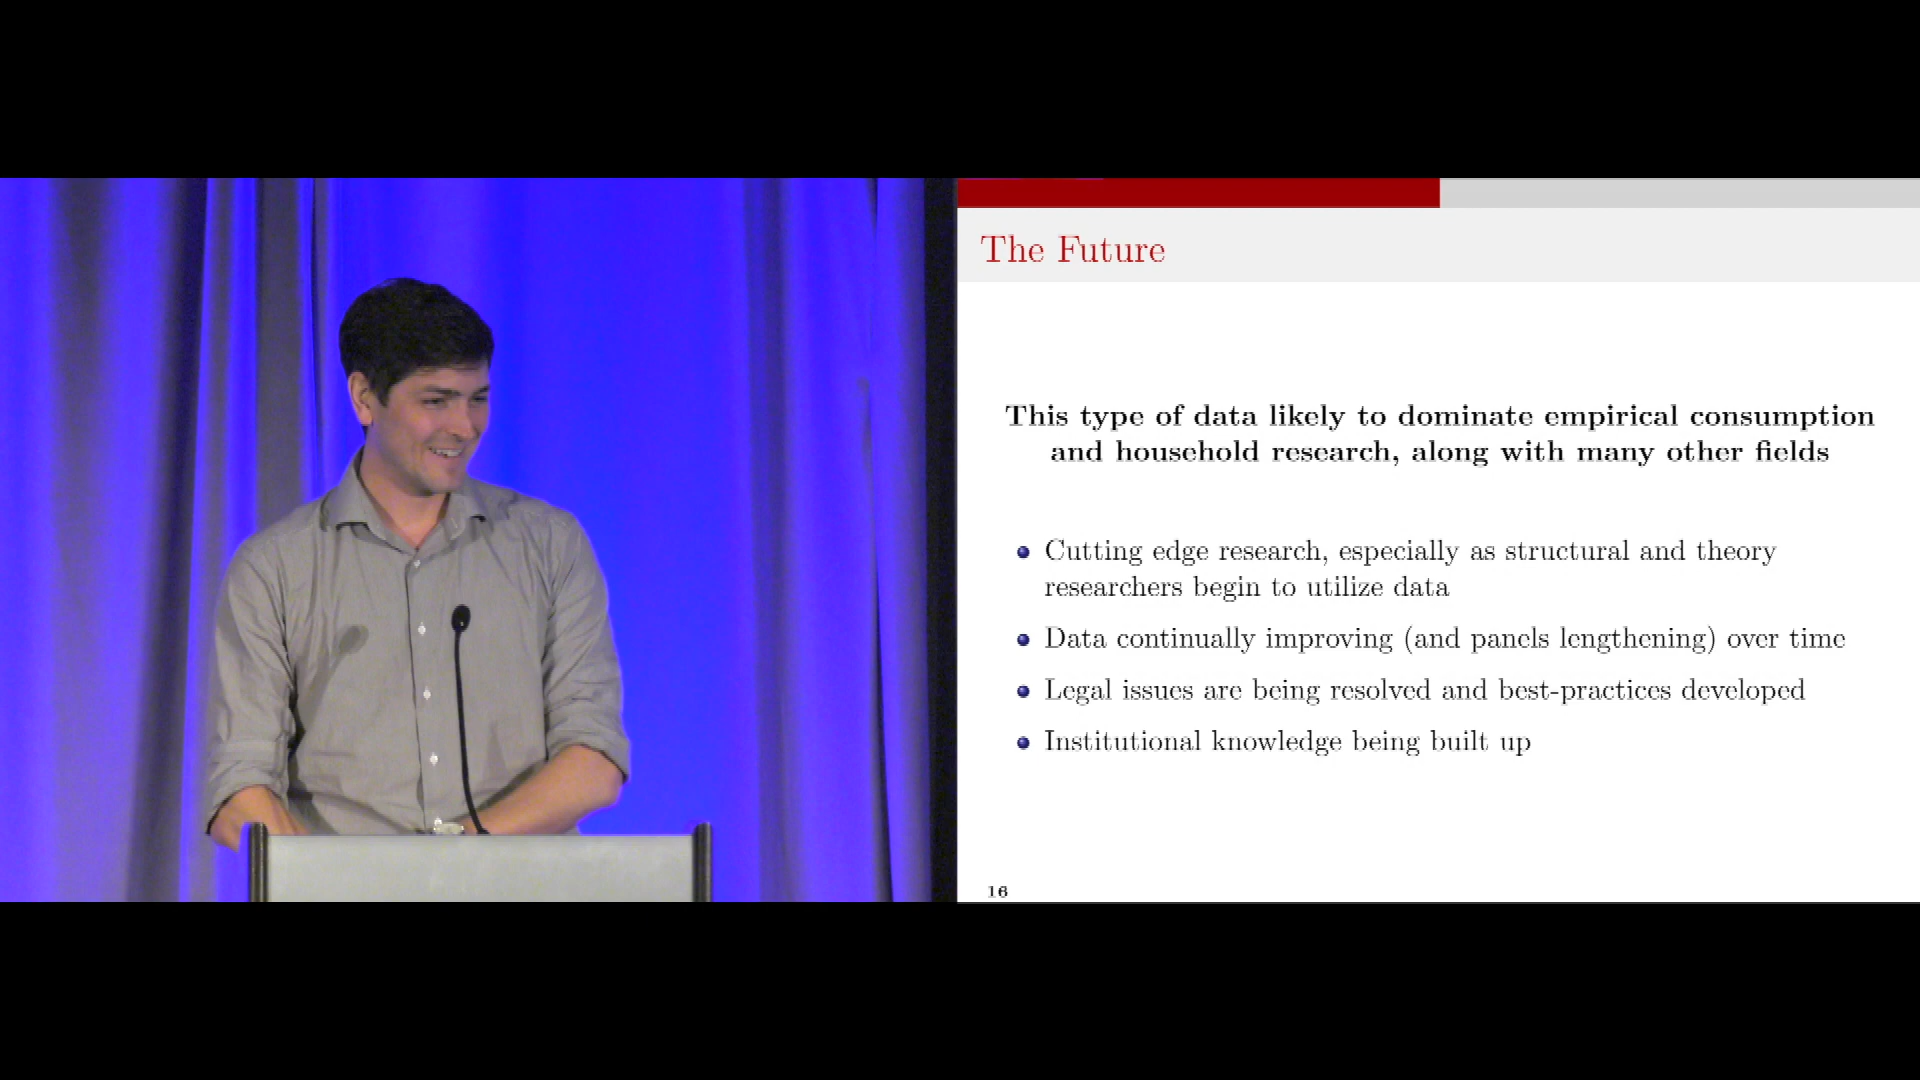 The Future
This type of data likely to dominate empirical consumption
and household research, along with many other fields
Cutting edge research, especially as structural and theory
researchers begin to utilize data
Data continually improving (and panels lengthening) over time
Legal issues are being resolved and best-practices developed
Institutional knowledge being built up
16